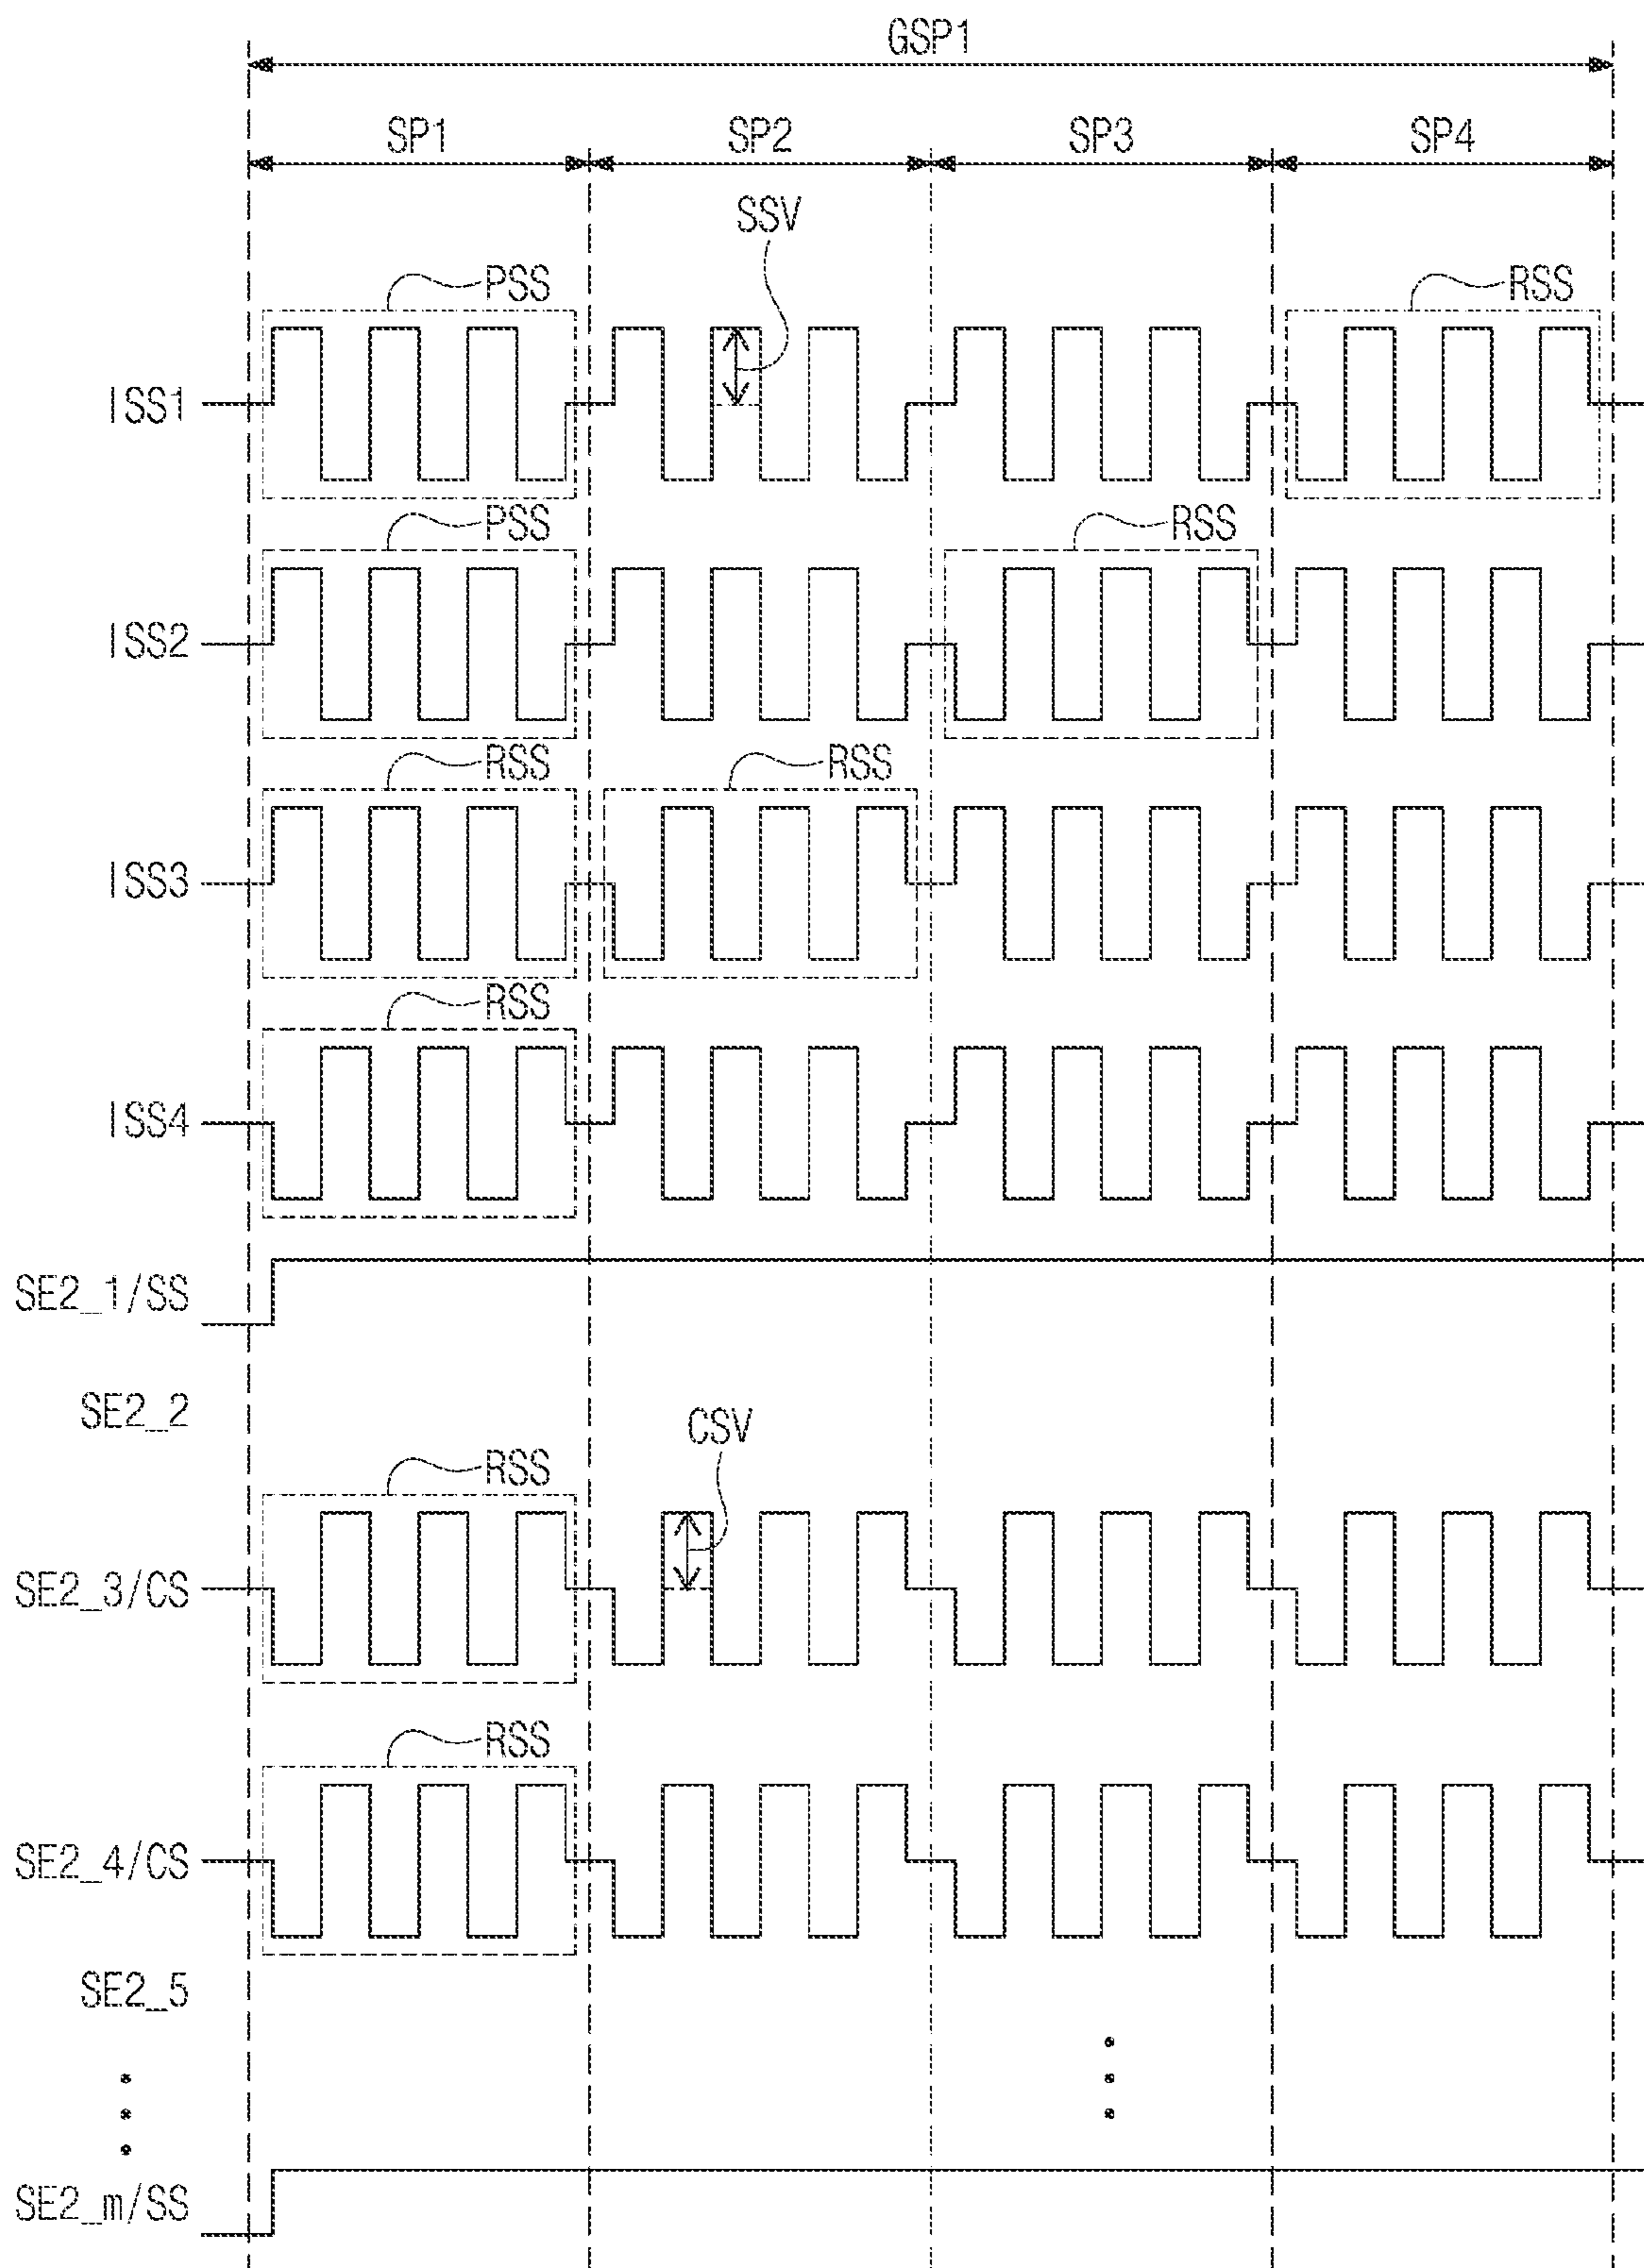 GSP1
SP1 SP2 SP3 SP4
SSV
PSS RSS
ISS1
PSS RSS
ISS2
RSS RSS
ISS3
RSS
ISS4
SE2_1/SS
SE2_2
CSV
RSS
SE2_3/CS
RSS
SE2_4/CS
SE2_5
SE2_m/SS